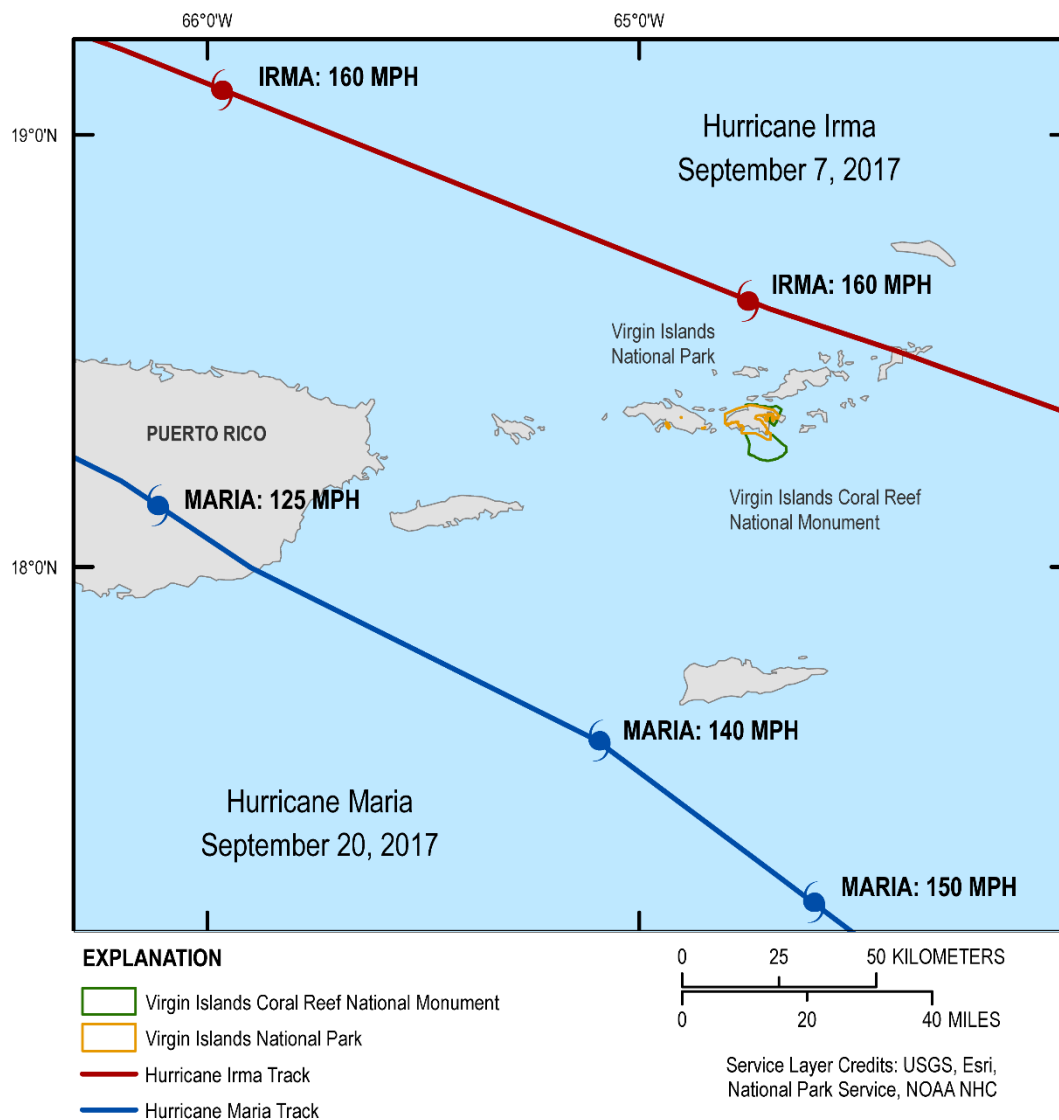 66°0'W
65°0'W
IRMA: 160 MPH
19°0'N
Hurricane Irma
September 7, 2017
IRMA: 160 MPH
Virgin Islands
National Park
PUERTO RICO
MARIA: 125 MPH
Virgin Islands Coral Reef
National Monument
18°0'N
MARIA: 140 MPH
Hurricane Maria
September 20, 2017
MARIA: 150 MPH
EXPLANATION
Virgin Islands Coral Reef National Monument
Virgin Islands National Park
Hurricane Irma Track
Hurricane Maria Track
0 25 50 KILOMETERS
0 20 40 MILES
Service Layer Credits: USGS, Esri,
National Park Service, NOAA NHC